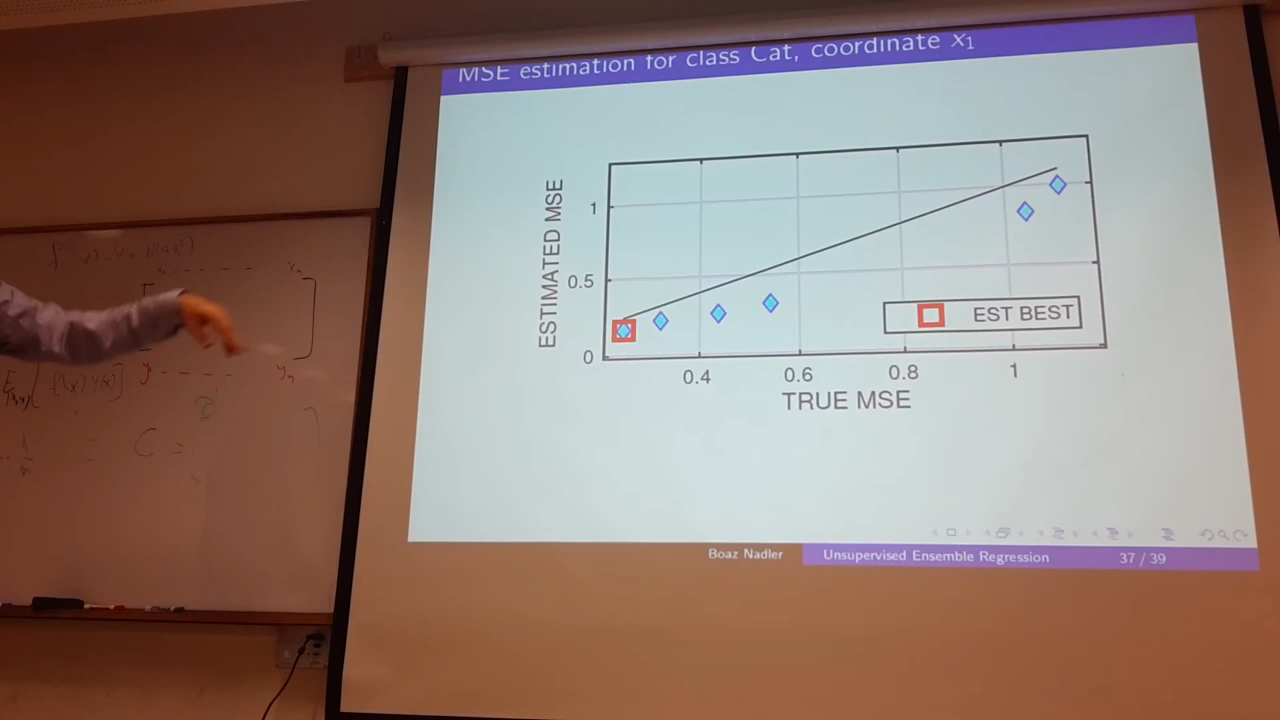 MSE estimation for class Cat, coordinate x₁
ESTIMATED MSE
1
0.5
0
EST BEST
0.4
0.6
0.8
1
TRUE MSE
Boaz Nadler
Unsupervised Ensemble Regression
37 / 39
C =